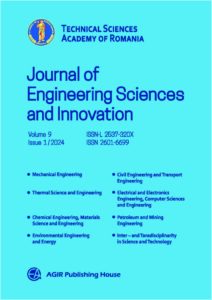 TECHNICAL SCIENCES
ACADEMY OF ROMANIA
Journal of
Engineering Sciences
and Innovation
Volume 9
Issue 1 / 2024
ISSN-L 2537-320X
ISSN 2601-6699
• Mechanical Engineering
• Thermal Science and Engineering
• Chemical Engineering, Materials
Science and Engineering
• Environmental Engineering
and Energy
• Civil Engineering and Transport
Engineering
• Electrical and Electronics
Engineering, Computer Sciences
and Engineering
• Petroleum and Mining
Engineering
• Inter – and Transdisciplinarity
in Science and Technology
AGIR Publishing House